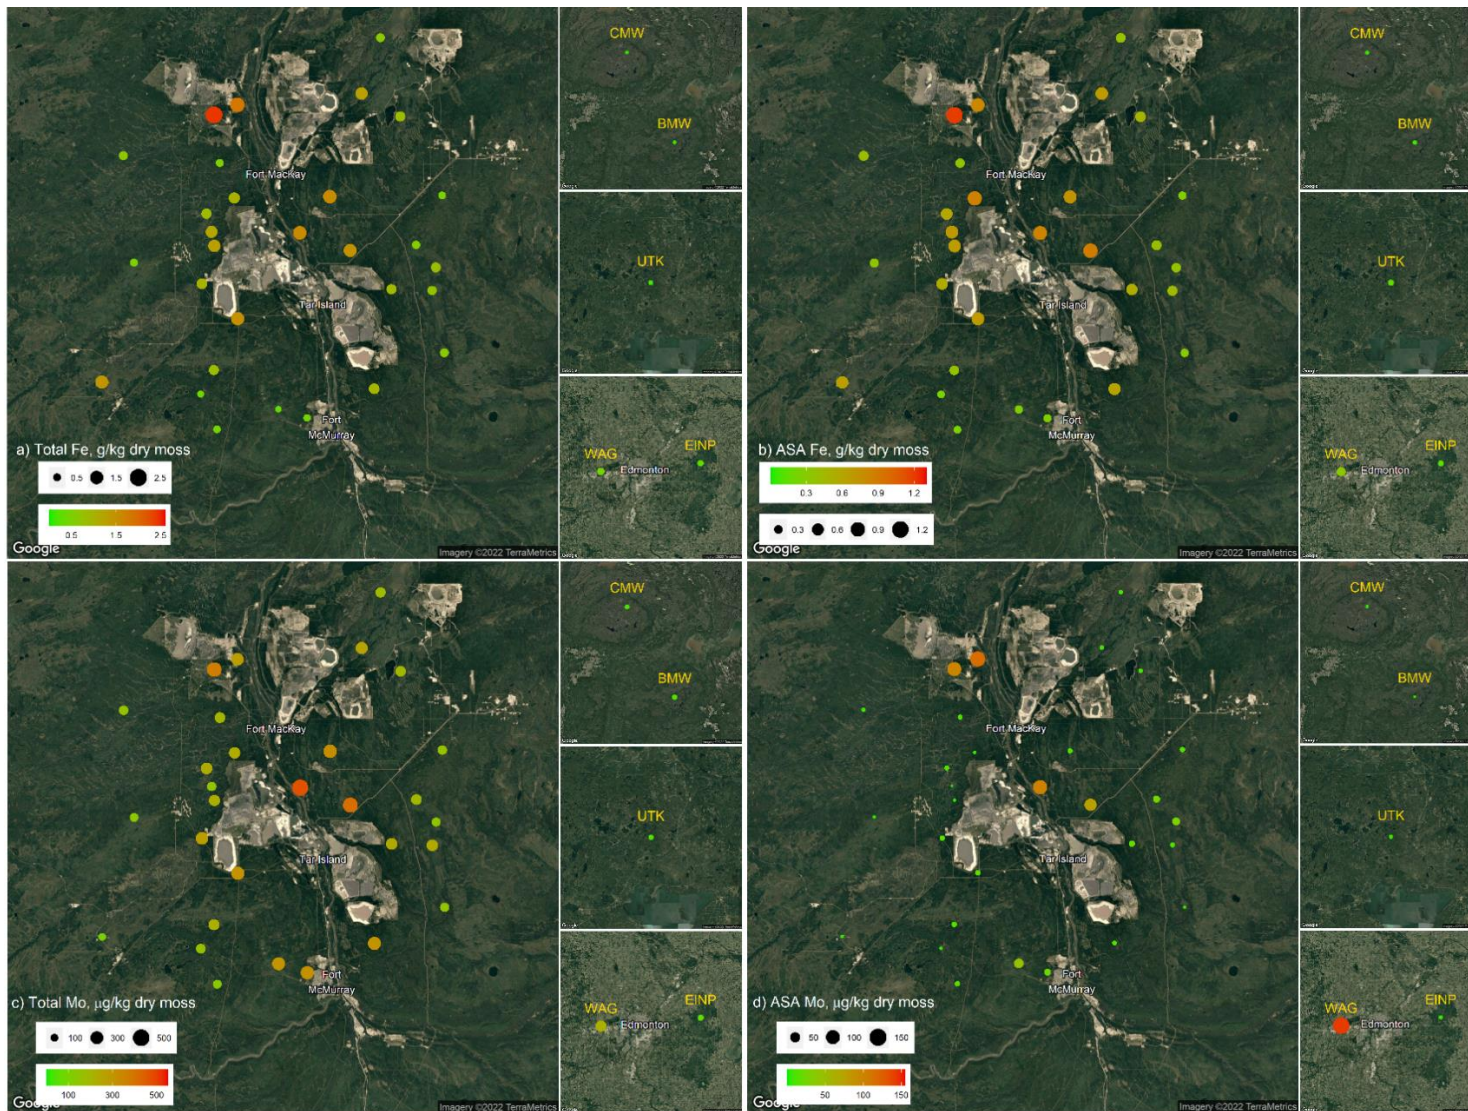 CMW
BMW
Fort MacKay
UTK
Tar Island
Fort
McMurray
WAG
Edmonton
EINP
a) Total Fe, g/kg dry moss
0.5 1.5 2.5
0.5 1.5 2.5
Google
Imagery ©2022 TerraMetrics
CMW
BMW
Fort MacKay
UTK
Tar Island
Fort
McMurray
WAG
Edmonton
EINP
b) ASA Fe, g/kg dry moss
0.3 0.6 0.9 1.2
0.3 0.6 0.9 1.2
Google
Imagery ©2022 TerraMetrics
CMW
BMW
Fort MacKay
UTK
Tar Island
Fort
McMurray
WAG
Edmonton
EINP
c) Total Mo, µg/kg dry moss
100 300 500
100 300 500
Google
Imagery ©2022 TerraMetrics
CMW
BMW
Fort MacKay
UTK
Tar Island
Fort
McMurray
WAG
Edmonton
EINP
d) ASA Mo, µg/kg dry moss
50 100 150
50 100 150
Google
Imagery ©2022 TerraMetrics